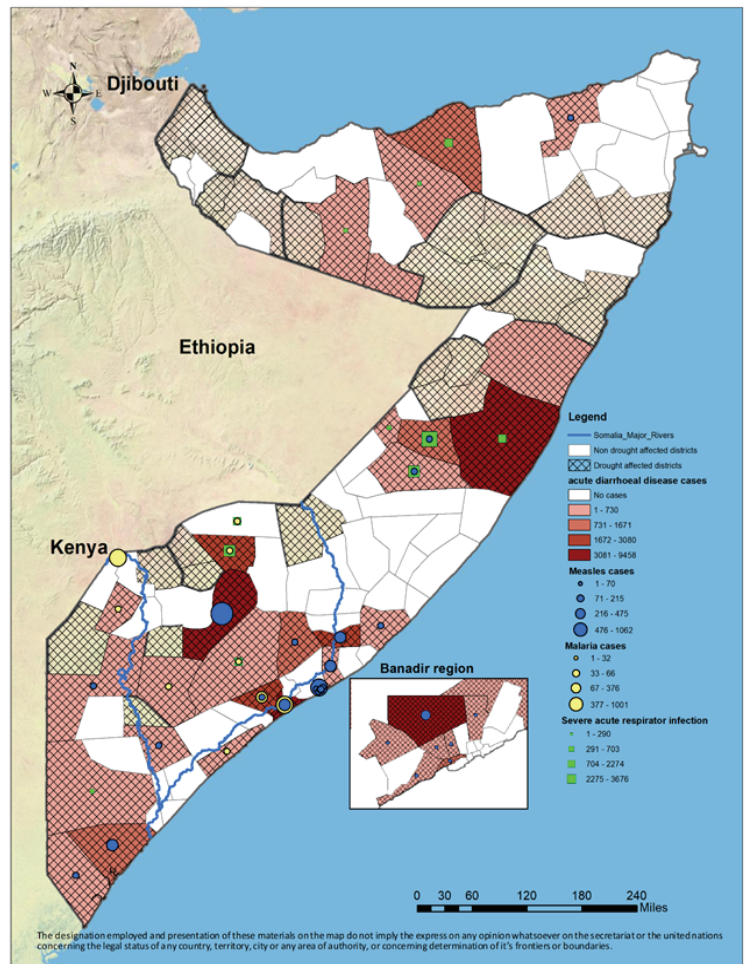 N
W E
S
Djibouti
Ethiopia
Kenya
Legend
Somalia_Major_Rivers
Non drought affected districts
Drought affected districts
acute diarrhoeal disease cases
No cases
1 - 730
731 - 1671
1672 - 3080
3081 - 9458
Measles cases
1 - 70
71 - 215
216 - 475
476 - 1062
Malaria cases
1 - 32
33 - 66
67 - 376
377 - 1001
Severe acute respirator infection
1 - 290
291 - 703
704 - 2274
2275 - 3676
Banadir region
0 30 60 120 180 240
Miles
The designation employed and presentation of these materials on the map do not imply the express on any opinion whatsoever on the secretariat or the united nations
concerning the legal status of any country, territory, city or any area of authority, or concerning determination of it's frontiers or boundaries.